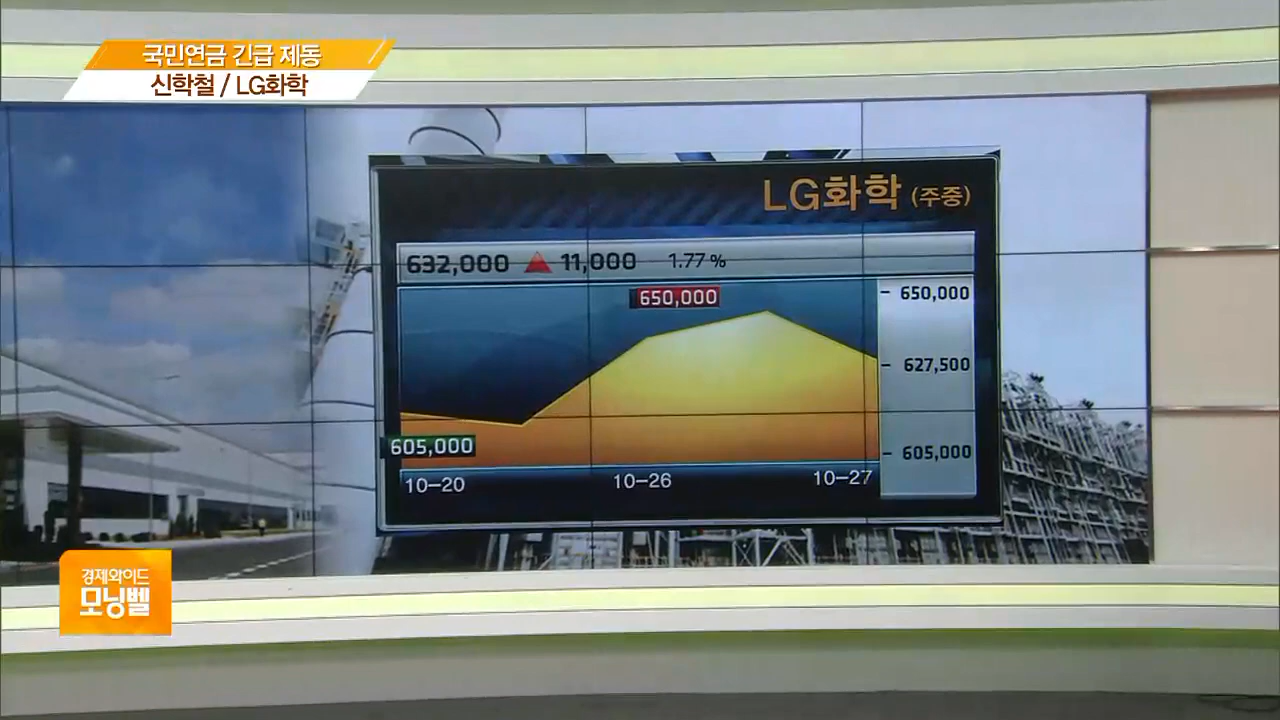 국민연금 긴급 제동
신학철 / LG화학
LG화학 (주중)
632,000 ▲ 11,000 1.77 %
650,000
650,000
627,500
605,000
605,000
10-20 10-26 10-27
경제와이드
모닝벨